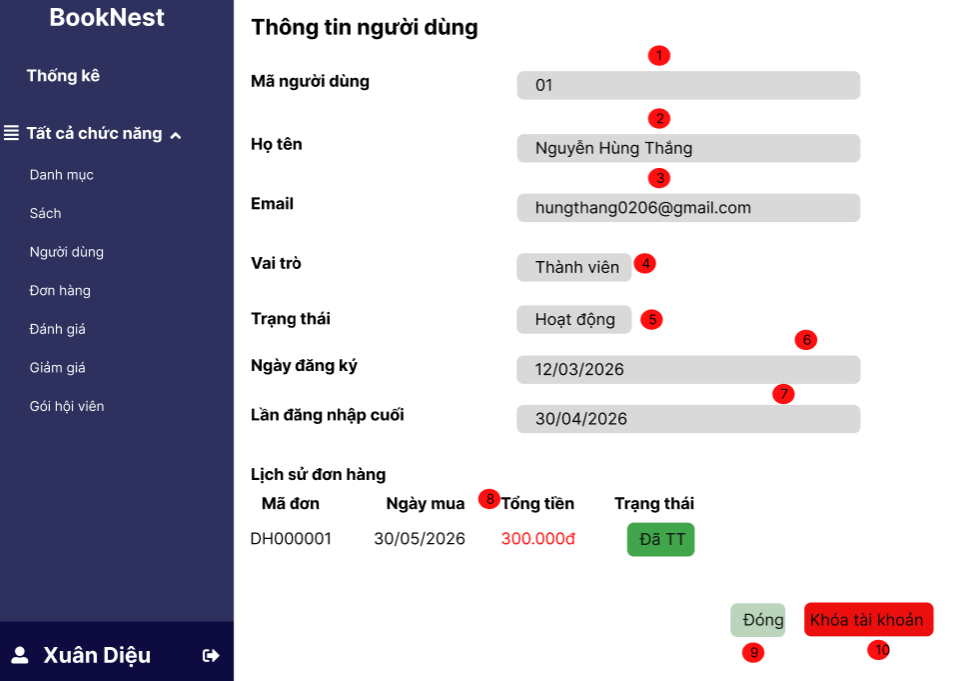 BookNest
Thống kê
Tất cả chức năng
Danh mục
Sách
Người dùng
Đơn hàng
Đánh giá
Giảm giá
Gói hội viên
Xuân Diệu
Thông tin người dùng
1
Mã người dùng 01
2
Họ tên Nguyễn Hùng Thắng
3
Email hungthang0206@gmail.com
Vai trò Thành viên 4
Trạng thái Hoạt động 5
6
Ngày đăng ký 12/03/2026
7
Lần đăng nhập cuối 30/04/2026
Lịch sử đơn hàng
Mã đơn Ngày mua 8 Tổng tiền Trạng thái
DH000001 30/05/2026 300.000đ Đã TT
Đóng Khóa tài khoản
9 10